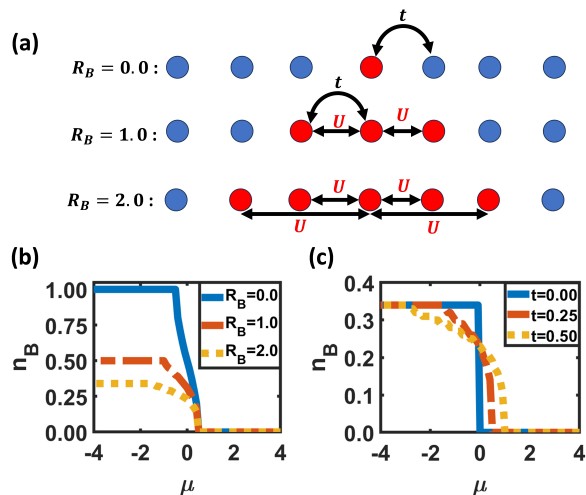 (a)
t
R_B = 0.0 :
t
R_B = 1.0 :
U U
R_B = 2.0 :
U U
U U
(b)
1.00
0.75
0.50
0.25
0.00
n_B
R_B=0.0
R_B=1.0
R_B=2.0
-4 -2 0 2 4
μ
(c)
0.4
0.3
0.2
0.1
0.0
n_B
t=0.00
t=0.25
t=0.50
-4 -2 0 2 4
μ